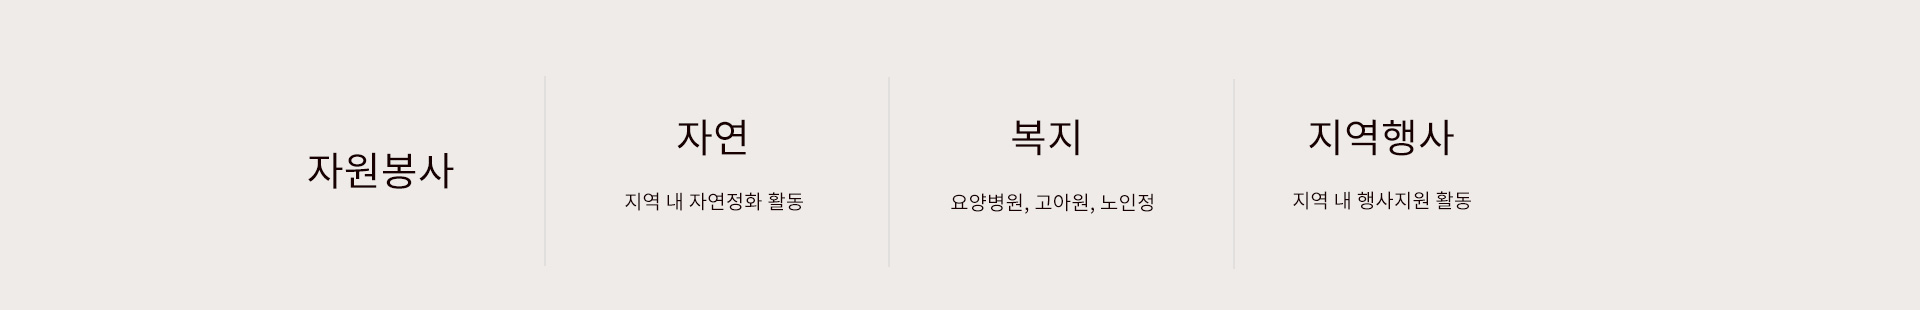 자원봉사
자연
지역 내 자연정화 활동
복지
요양병원, 고아원, 노인정
지역행사
지역 내 행사지원 활동